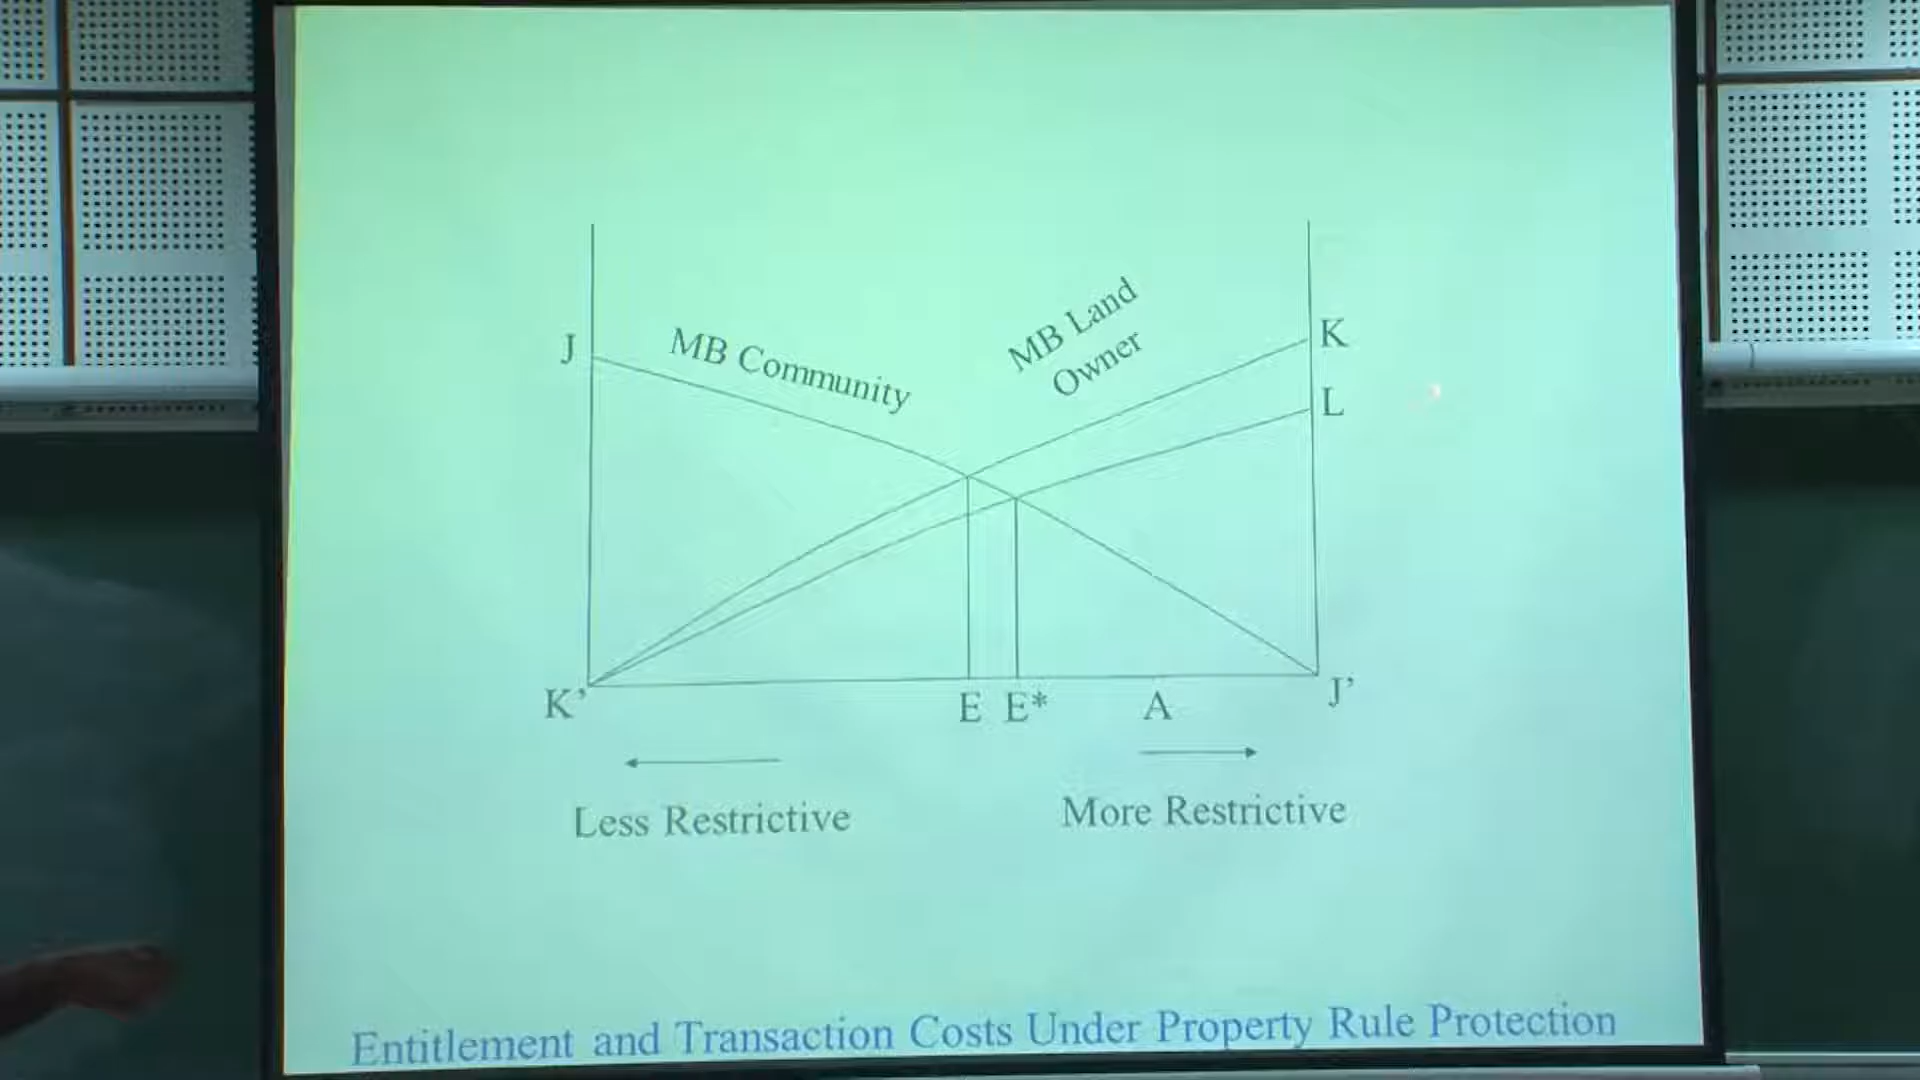 J
MB Community
MB Land
Owner
K
L
K’
E
E*
A
J’
Less Restrictive
More Restrictive
Entitlement and Transaction Costs Under Property Rule Protection